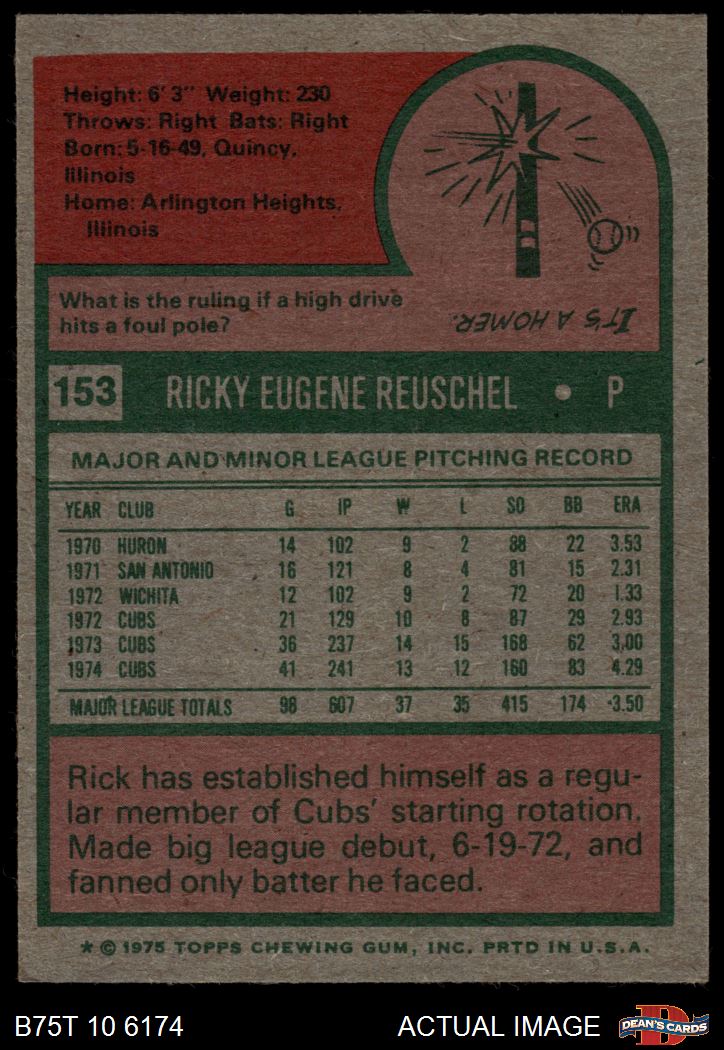 Height: 6'3" Weight: 230
Throws: Right Bats: Right
Born: 5-16-49, Quincy,
Illinois
Home: Arlington Heights,
Illinois
What is the ruling if a high drive
hits a foul pole?
IT'S A HOMER.
153 RICKY EUGENE REUSCHEL • P
MAJOR AND MINOR LEAGUE PITCHING RECORD
YEAR CLUB G IP W L SO BB ERA
1970 HURON 14 102 9 2 88 22 3.53
1971 SAN ANTONIO 16 121 8 4 81 15 2.31
1972 WICHITA 12 102 9 2 72 20 1.33
1972 CUBS 21 129 10 8 87 29 2.93
1973 CUBS 36 237 14 15 168 62 3.00
1974 CUBS 41 241 13 12 160 83 4.29
MAJOR LEAGUE TOTALS 98 607 37 35 415 174 3.50
Rick has established himself as a regu-
lar member of Cubs' starting rotation.
Made big league debut, 6-19-72, and
fanned only batter he faced.
* © 1975 TOPPS CHEWING GUM, INC. PRTD IN U.S.A.
B75T 10 6174 ACTUAL IMAGE D DEAN'S CARDS